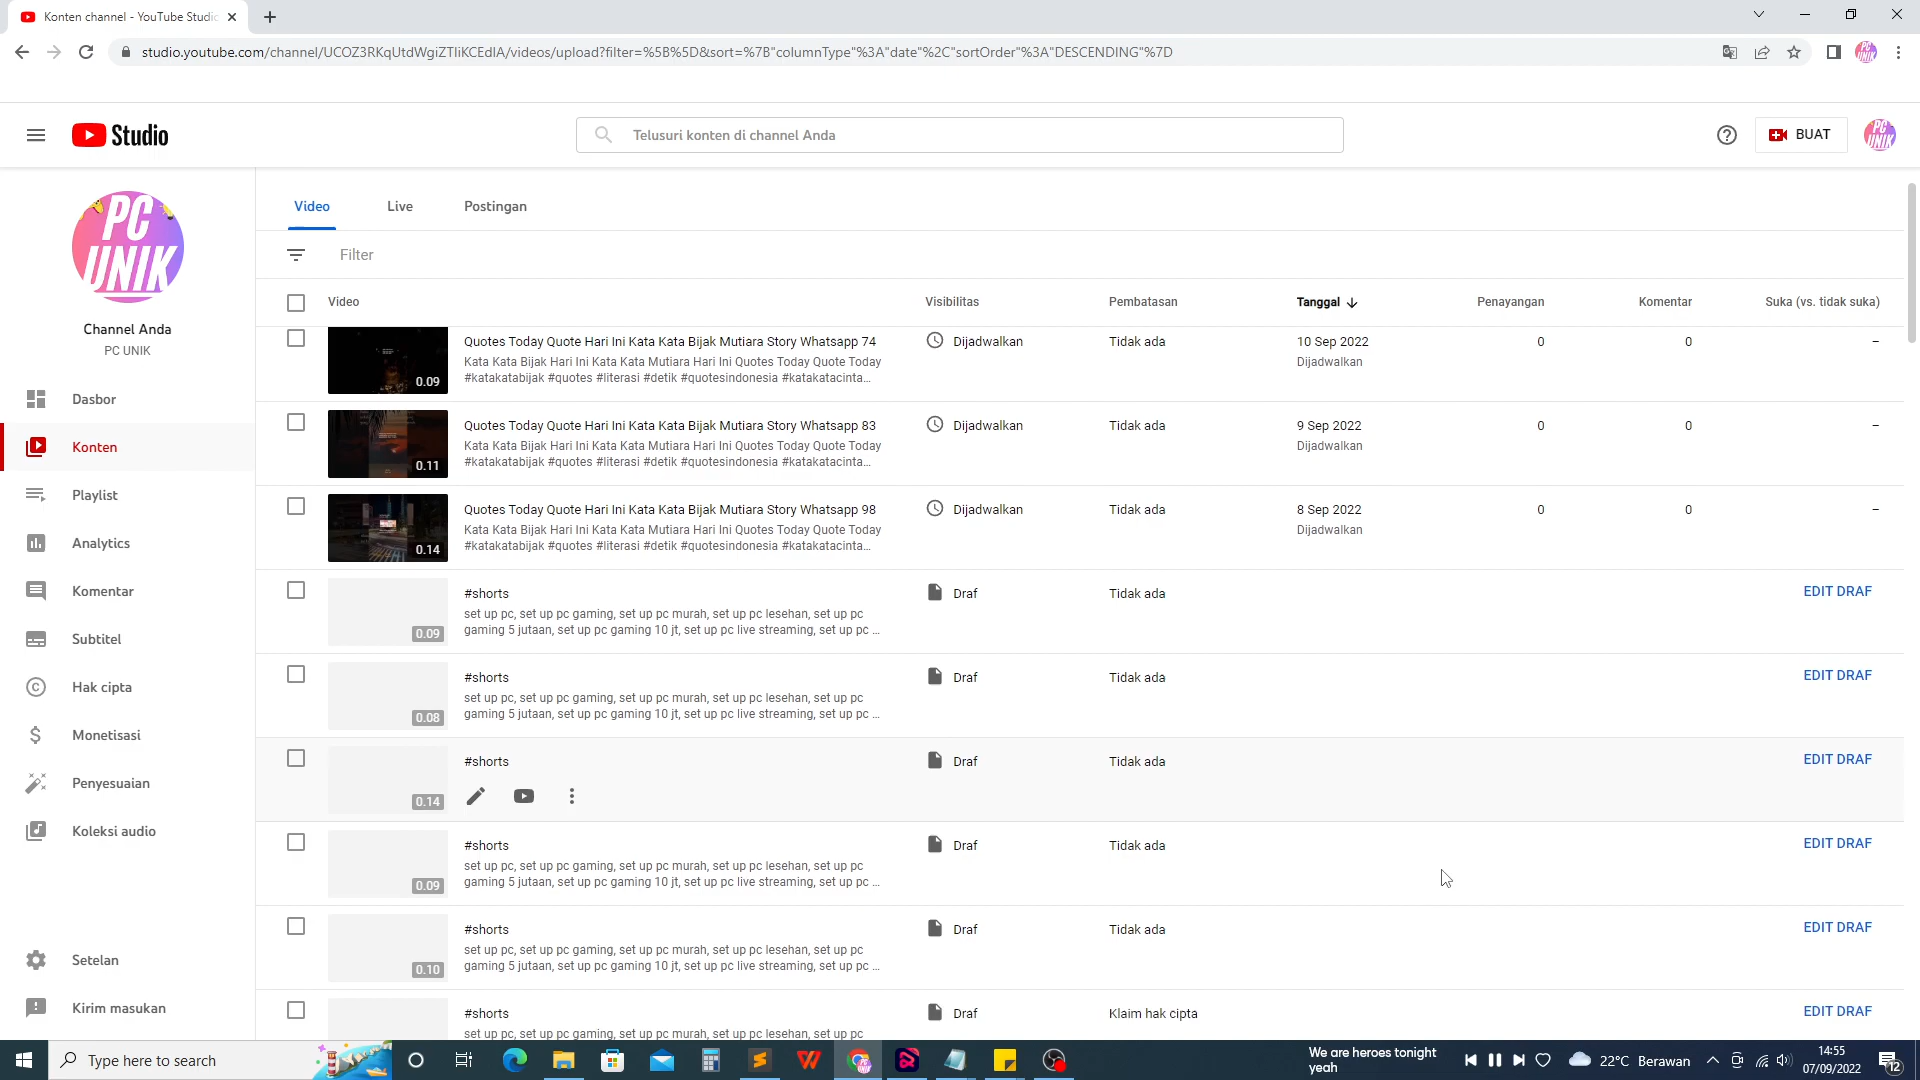 Konten channel - YouTube Studio
studio.youtube.com/channel/UCOZ3RKqUtdWgiZTIiKCEdIA/videos/upload?filter=%5B%5D&sort=%7B"columnType"%3A"date"%2C"sortOrder"%3A"DESCENDING"%7D
Studio
Telusuri konten di channel Anda
BUAT
PC
UNIK
Channel Anda
PC UNIK
Dasbor
Konten
Playlist
Analytics
Komentar
Subtitel
Hak cipta
Monetisasi
Penyesuaian
Koleksi audio
Setelan
Kirim masukan
Video Live Postingan
Filter
Video Visibilitas Pembatasan Tanggal Penayangan Komentar Suka (vs. tidak suka)
0.09
Quotes Today Quote Hari Ini Kata Kata Bijak Mutiara Story Whatsapp 74 Dijadwalkan Tidak ada 10 Sep 2022 0 0 –
Kata Kata Bijak Hari Ini Kata Kata Mutiara Hari Ini Quotes Today Quote Today Dijadwalkan
#katakatabijak #quotes #literasi #detik #quotesindonesia #katakatacinta...
0.11
Quotes Today Quote Hari Ini Kata Kata Bijak Mutiara Story Whatsapp 83 Dijadwalkan Tidak ada 9 Sep 2022 0 0 –
Kata Kata Bijak Hari Ini Kata Kata Mutiara Hari Ini Quotes Today Quote Today Dijadwalkan
#katakatabijak #quotes #literasi #detik #quotesindonesia #katakatacinta...
0.14
Quotes Today Quote Hari Ini Kata Kata Bijak Mutiara Story Whatsapp 98 Dijadwalkan Tidak ada 8 Sep 2022 0 0 –
Kata Kata Bijak Hari Ini Kata Kata Mutiara Hari Ini Quotes Today Quote Today Dijadwalkan
#katakatabijak #quotes #literasi #detik #quotesindonesia #katakatacinta...
0.09
#shorts Draf Tidak ada EDIT DRAF
set up pc, set up pc gaming, set up pc murah, set up pc lesehan, set up pc
gaming 5 jutaan, set up pc gaming 10 jt, set up pc live streaming, set up pc ...
0.08
#shorts Draf Tidak ada EDIT DRAF
set up pc, set up pc gaming, set up pc murah, set up pc lesehan, set up pc
gaming 5 jutaan, set up pc gaming 10 jt, set up pc live streaming, set up pc ...
0.14
#shorts Draf Tidak ada EDIT DRAF
0.09
#shorts Draf Tidak ada EDIT DRAF
set up pc, set up pc gaming, set up pc murah, set up pc lesehan, set up pc
gaming 5 jutaan, set up pc gaming 10 jt, set up pc live streaming, set up pc ...
0.10
#shorts Draf Tidak ada EDIT DRAF
set up pc, set up pc gaming, set up pc murah, set up pc lesehan, set up pc
gaming 5 jutaan, set up pc gaming 10 jt, set up pc live streaming, set up pc ...
#shorts Draf Klaim hak cipta EDIT DRAF
set up pc, set up pc gaming, set up pc murah, set up pc lesehan, set up pc
Type here to search
We are heroes tonight
yeah
22°C Berawan
14:55
07/09/2022
12